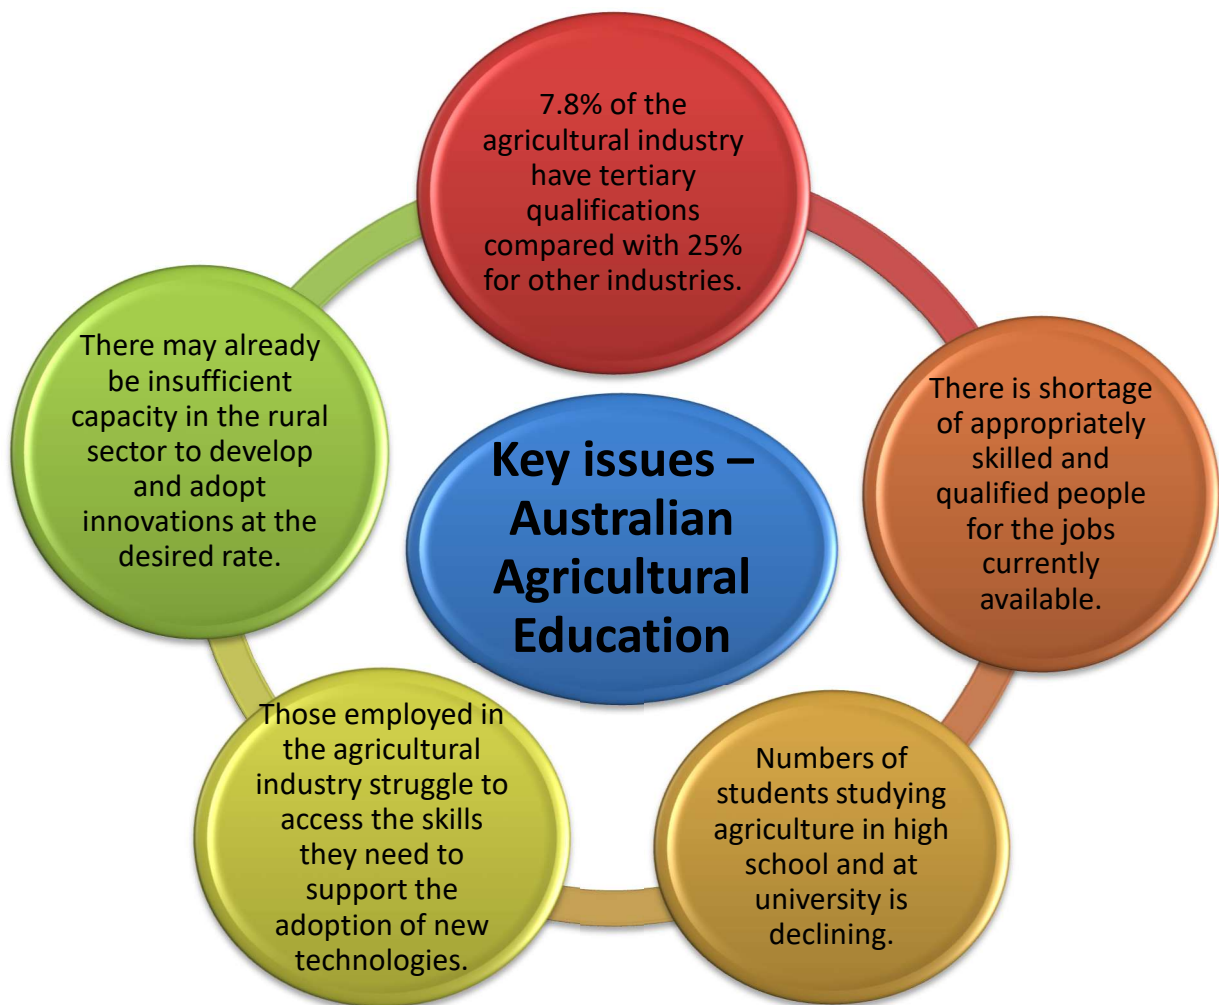 7.8% of the
agricultural industry
have tertiary
qualifications
compared with 25%
for other industries.
There is shortage
of appropriately
skilled and
qualified people
for the jobs
currently
available.
Numbers of
students studying
agriculture in high
school and at
university is
declining.
Those employed in
the agricultural
industry struggle to
access the skills
they need to
support the
adoption of new
technologies.
There may already
be insufficient
capacity in the rural
sector to develop
and adopt
innovations at the
desired rate.
Key issues –
Australian
Agricultural
Education